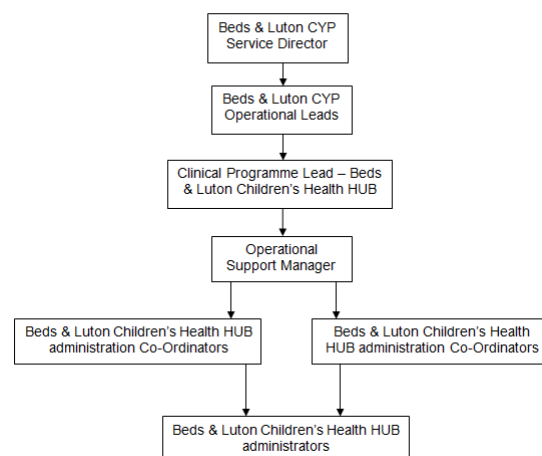 Beds & Luton CYP
Service Director
Beds & Luton CYP
Operational Leads
Clinical Programme Lead – Beds
& Luton Children's Health HUB
Operational
Support Manager
Beds & Luton Children's Health HUB
administration Co-Ordinators
Beds & Luton Children's Health
HUB administration Co-Ordinators
Beds & Luton Children's Health HUB
administrators